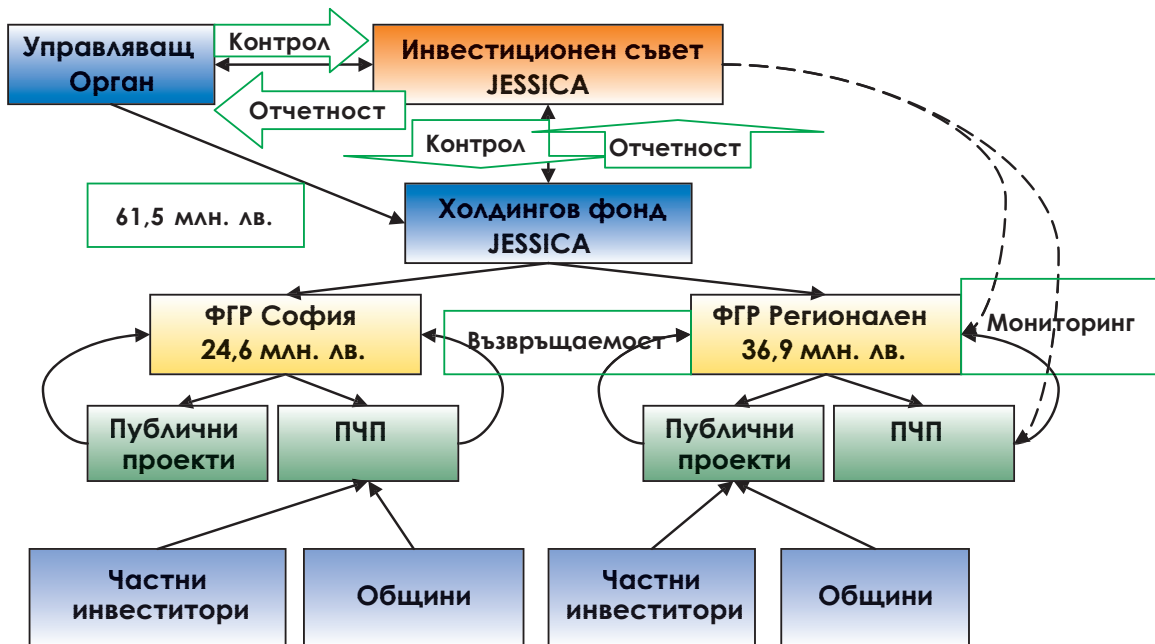 Управляващ
Орган
Контрол
Инвестиционен съвет
JESSICA
Отчетност
Контрол
Отчетност
61,5 млн. лв.
Холдингов фонд
JESSICA
ФГР София
24,6 млн. лв.
Възвръщаемост
ФГР Регионален
36,9 млн. лв.
Мониторинг
Публични
проекти
ПЧП
Публични
проекти
ПЧП
Частни
инвеститори
Общини
Частни
инвеститори
Общини